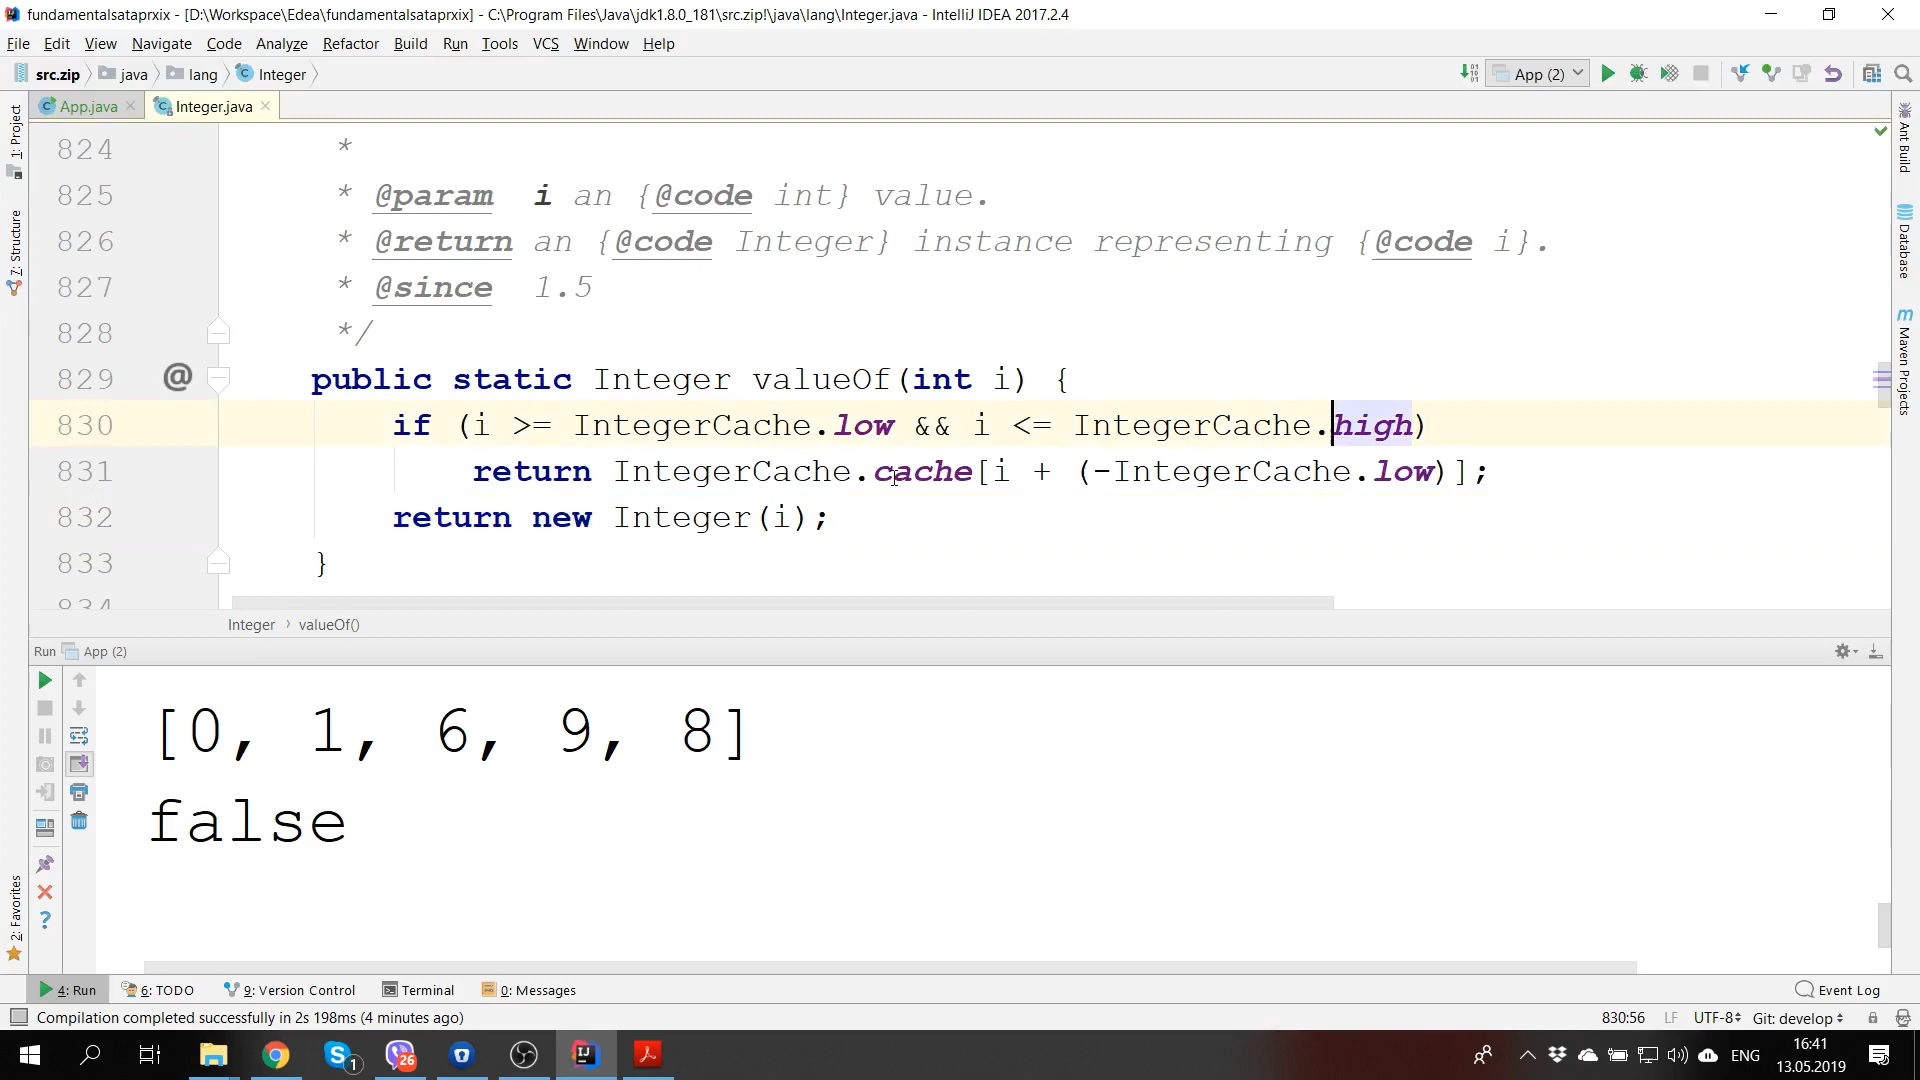 fundamentalsataprxix - [D:\Workspace\Edea\fundamentalsataprxix] - C:\Program Files\Java\jdk1.8.0_181\src.zip!\java\lang\Integer.java - IntelliJ IDEA 2017.2.4
File Edit View Navigate Code Analyze Refactor Build Run Tools VCS Window Help
src.zip java lang Integer App (2)
App.java Integer.java
1: Project
7: Structure
2: Favorites
Ant Build
Database
Maven Projects
824 *
825 * @param i an {@code int} value.
826 * @return an {@code Integer} instance representing {@code i}.
827 * @since 1.5
828 */
829 @ public static Integer valueOf(int i) {
830 if (i >= IntegerCache.low && i <= IntegerCache.high)
831 return IntegerCache.cache[i + (-IntegerCache.low)];
832 return new Integer(i);
833 }
834
Integer › valueOf()
Run App (2)
[0, 1, 6, 9, 8]
false
4: Run 6: TODO 9: Version Control Terminal 0: Messages Event Log
Compilation completed successfully in 2s 198ms (4 minutes ago) 830:56 LF UTF-8 Git: develop
1 26 ENG 16:41
13.05.2019